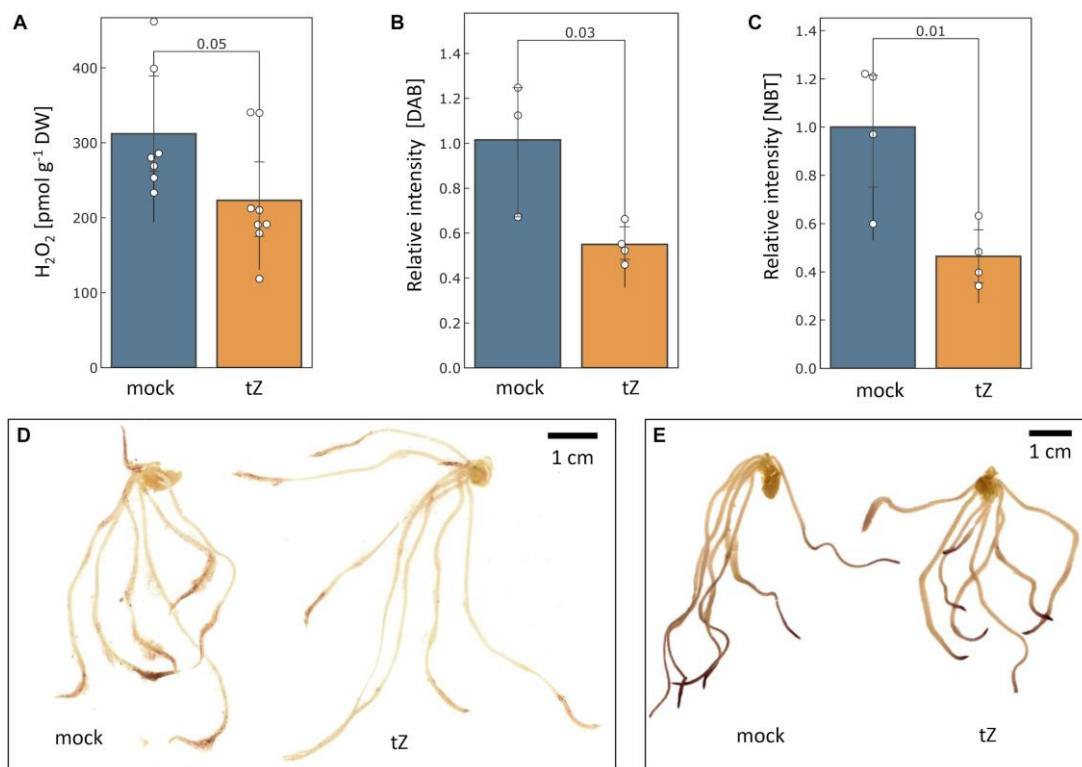 A
H₂O₂ [pmol g⁻¹ DW]
400
300
200
100
0
0.05
mock
tZ
B
Relative intensity [DAB]
1.4
1.2
1.0
0.8
0.6
0.4
0.2
0.0
0.03
mock
tZ
C
Relative intensity [NBT]
1.4
1.2
1.0
0.8
0.6
0.4
0.2
0.0
0.01
mock
tZ
D
1 cm
mock
tZ
E
1 cm
mock
tZ